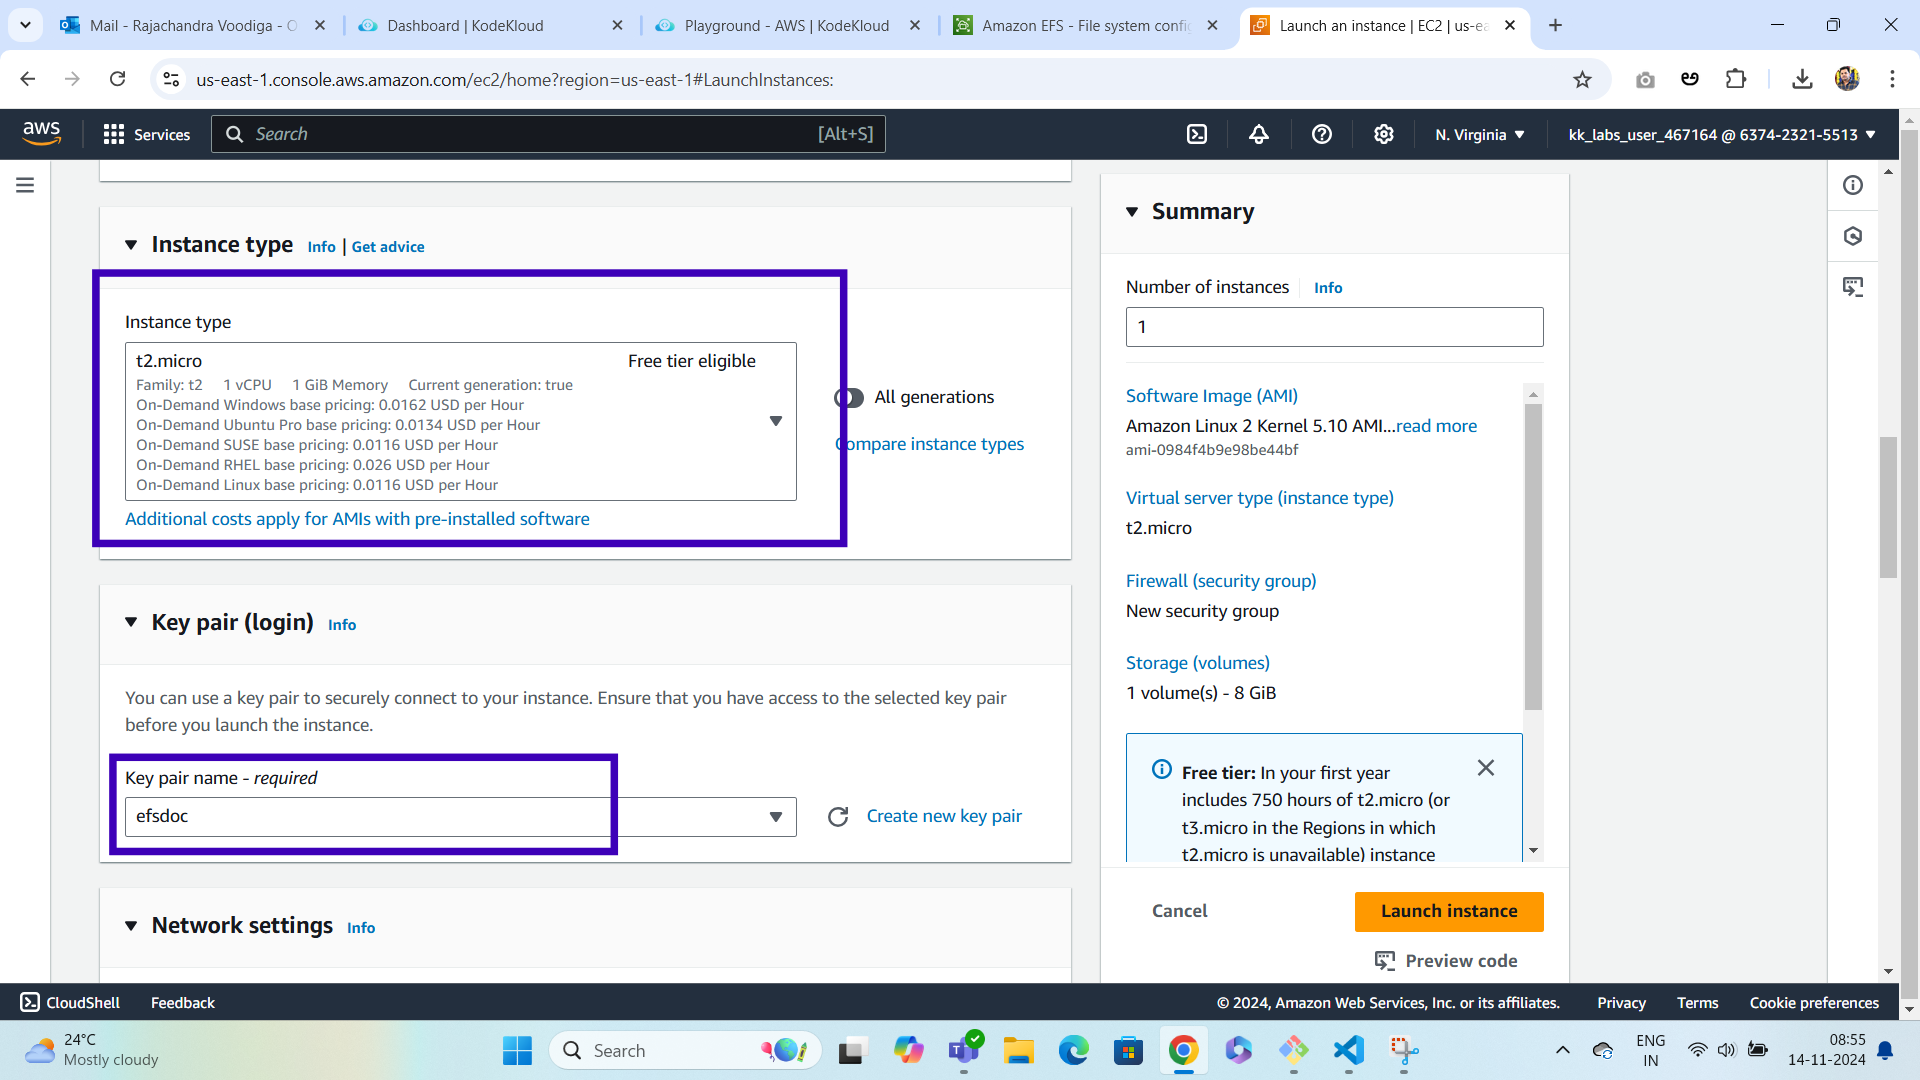 Mail - Rajachandra Voodiga - O
Dashboard | KodeKloud
Playground - AWS | KodeKloud
Amazon EFS - File system config
Launch an instance | EC2 | us-ea
us-east-1.console.aws.amazon.com/ec2/home?region=us-east-1#LaunchInstances:
aws
Services
Search
[Alt+S]
N. Virginia
kk_labs_user_467164 @ 6374-2321-5513
Instance type
Info | Get advice
Instance type
t2.micro
Free tier eligible
Family: t2 1 vCPU 1 GiB Memory Current generation: true
On-Demand Windows base pricing: 0.0162 USD per Hour
On-Demand Ubuntu Pro base pricing: 0.0134 USD per Hour
On-Demand SUSE base pricing: 0.0116 USD per Hour
On-Demand RHEL base pricing: 0.026 USD per Hour
On-Demand Linux base pricing: 0.0116 USD per Hour
All generations
Compare instance types
Additional costs apply for AMIs with pre-installed software
Key pair (login)
Info
You can use a key pair to securely connect to your instance. Ensure that you have access to the selected key pair
before you launch the instance.
Key pair name - required
efsdoc
Create new key pair
Network settings
Info
Summary
Number of instances
Info
1
Software Image (AMI)
Amazon Linux 2 Kernel 5.10 AMI...read more
ami-0984f4b9e98be44bf
Virtual server type (instance type)
t2.micro
Firewall (security group)
New security group
Storage (volumes)
1 volume(s) - 8 GiB
Free tier: In your first year
includes 750 hours of t2.micro (or
t3.micro in the Regions in which
t2.micro is unavailable) instance
Cancel
Launch instance
Preview code
CloudShell
Feedback
© 2024, Amazon Web Services, Inc. or its affiliates.
Privacy
Terms
Cookie preferences
24°C
Mostly cloudy
Search
ENG
IN
08:55
14-11-2024